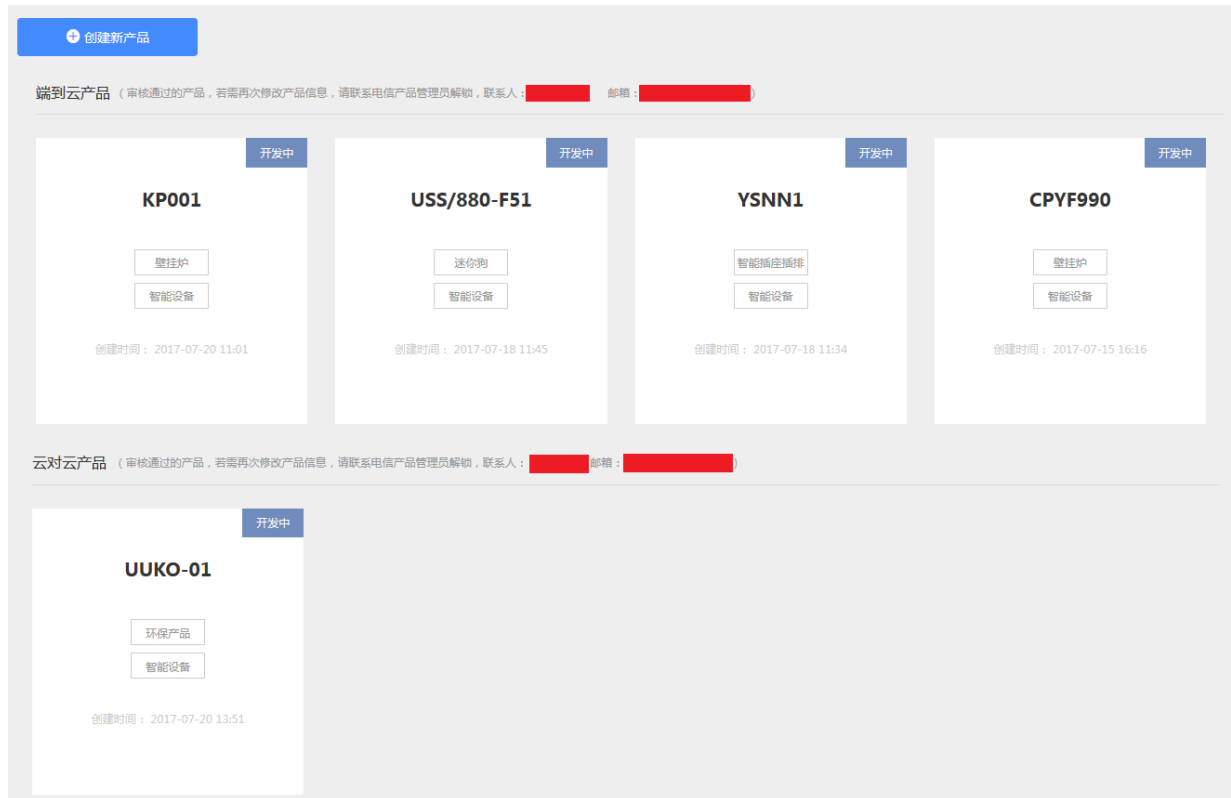 创建新产品
端到云产品 （审核通过的产品，若需再次修改产品信息，请联系电信产品管理员解锁，联系人： 邮箱： ）
开发中 开发中 开发中 开发中
KP001 USS/880-F51 YSNN1 CPYF990
壁挂炉 迷你狗 智能插座插排 壁挂炉
智能设备 智能设备 智能设备 智能设备
创建时间： 2017-07-20 11:01 创建时间： 2017-07-18 11:45 创建时间： 2017-07-18 11:34 创建时间： 2017-07-15 16:16
云对云产品 （审核通过的产品，若需再次修改产品信息，请联系电信产品管理员解锁，联系人： 邮箱： ）
开发中
UUKO-01
环保产品
智能设备
创建时间： 2017-07-20 13:51